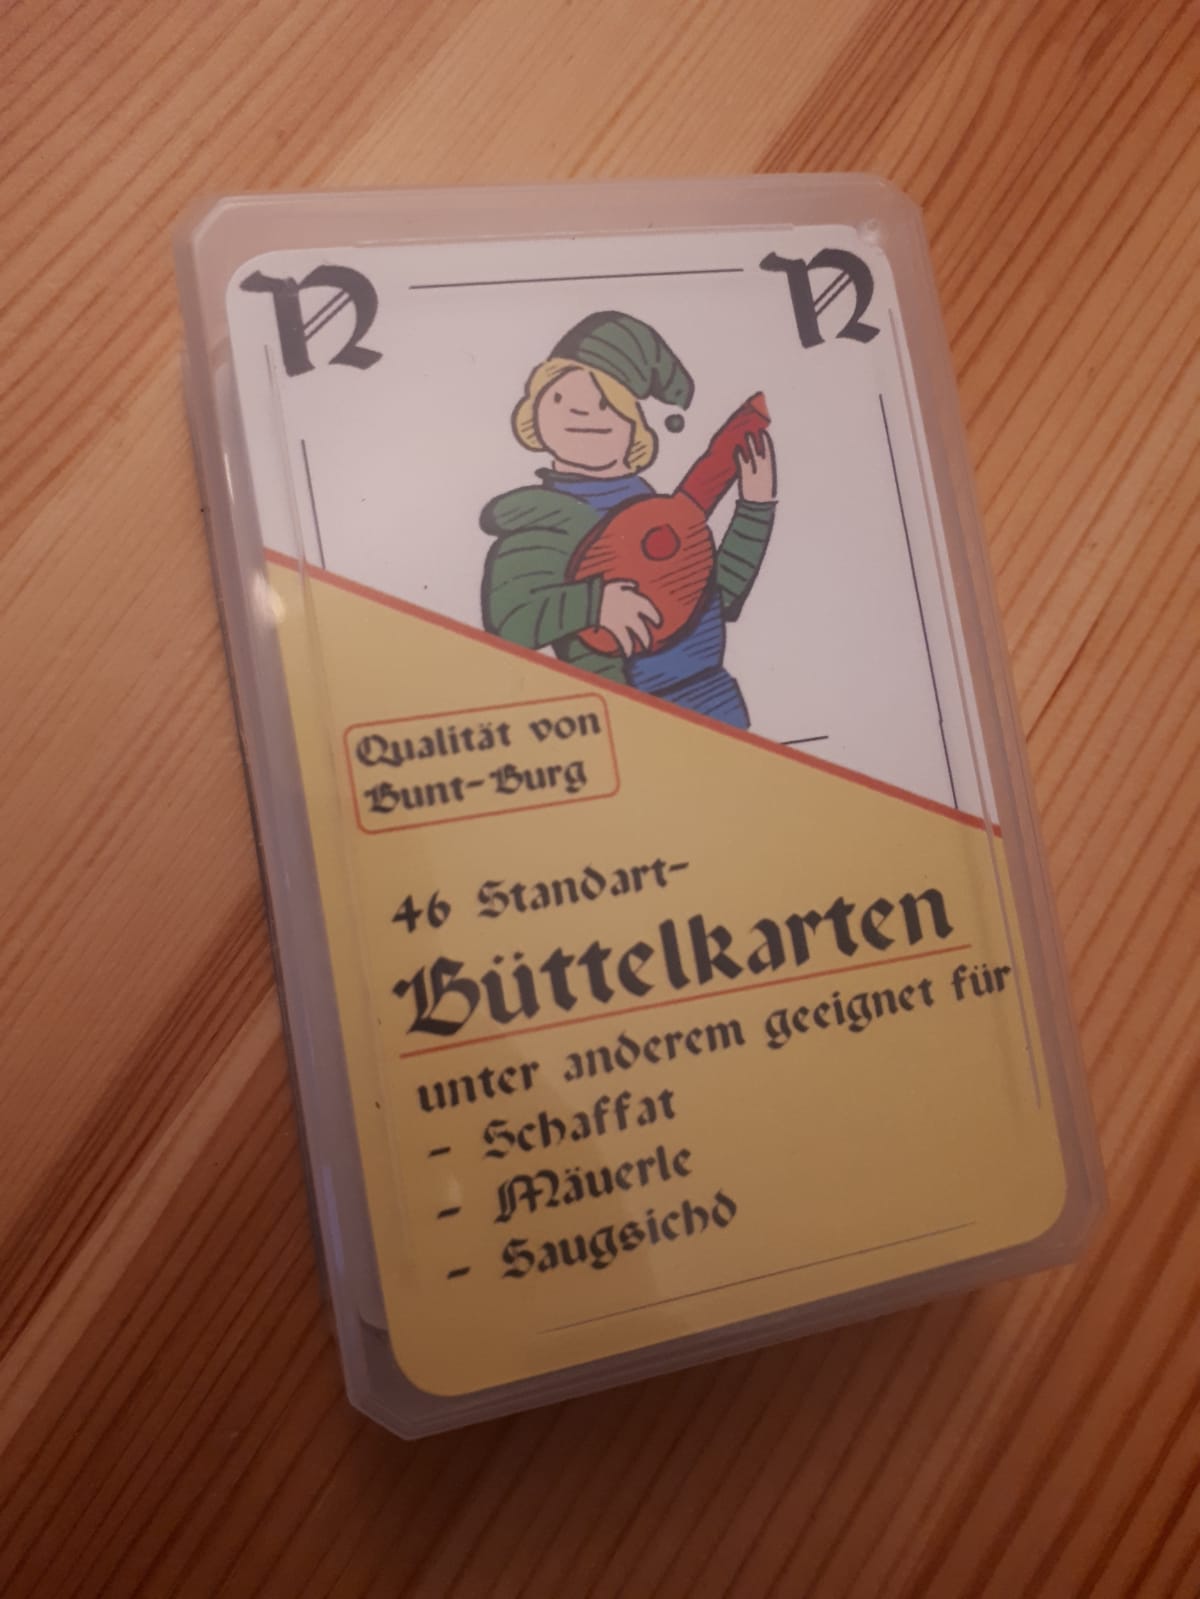 N N
Qualität von
Bunt-Burg
46 Standart-
Büttelkarten
unter anderem geeignet für
- Schaffat
- Mäuerle
- Saugsichd